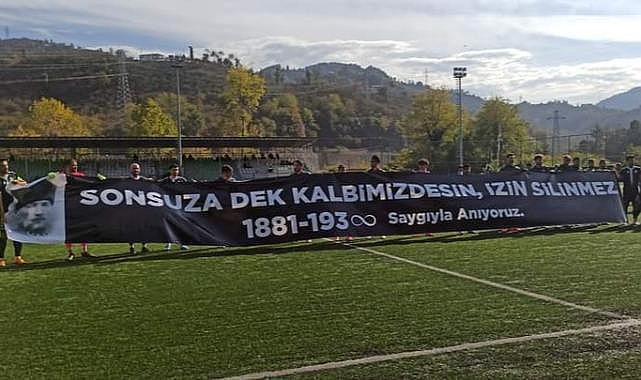 SONSUZA DEK KALBİMİZDESİN, İZİN SİLİNMEZ
1881-193∞ Saygıyla Anıyoruz.